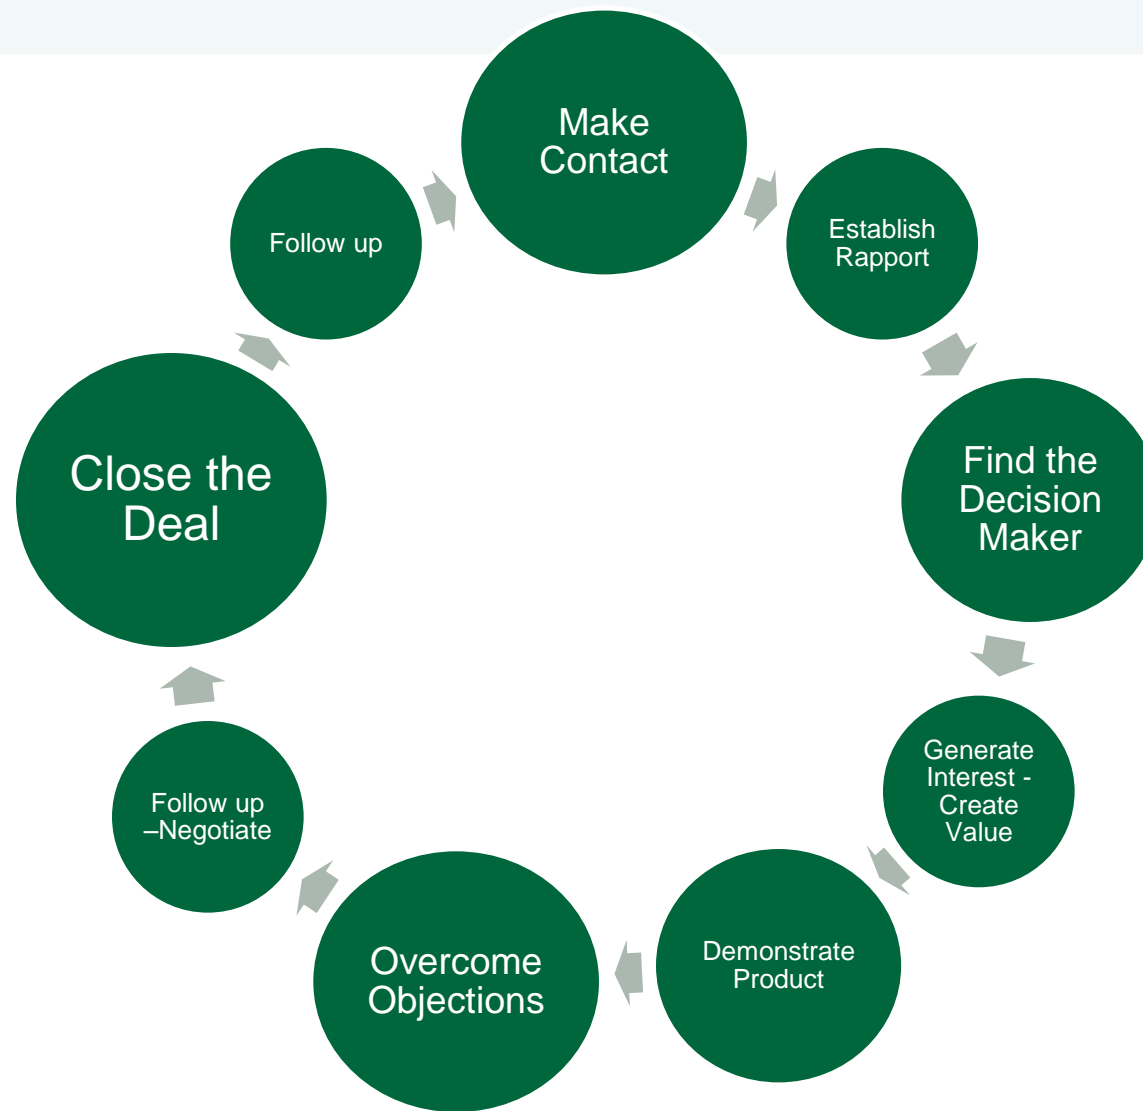 Make
Contact
Establish
Rapport
Find the
Decision
Maker
Generate
Interest -
Create
Value
Demonstrate
Product
Overcome
Objections
Follow up
–Negotiate
Close the
Deal
Follow up